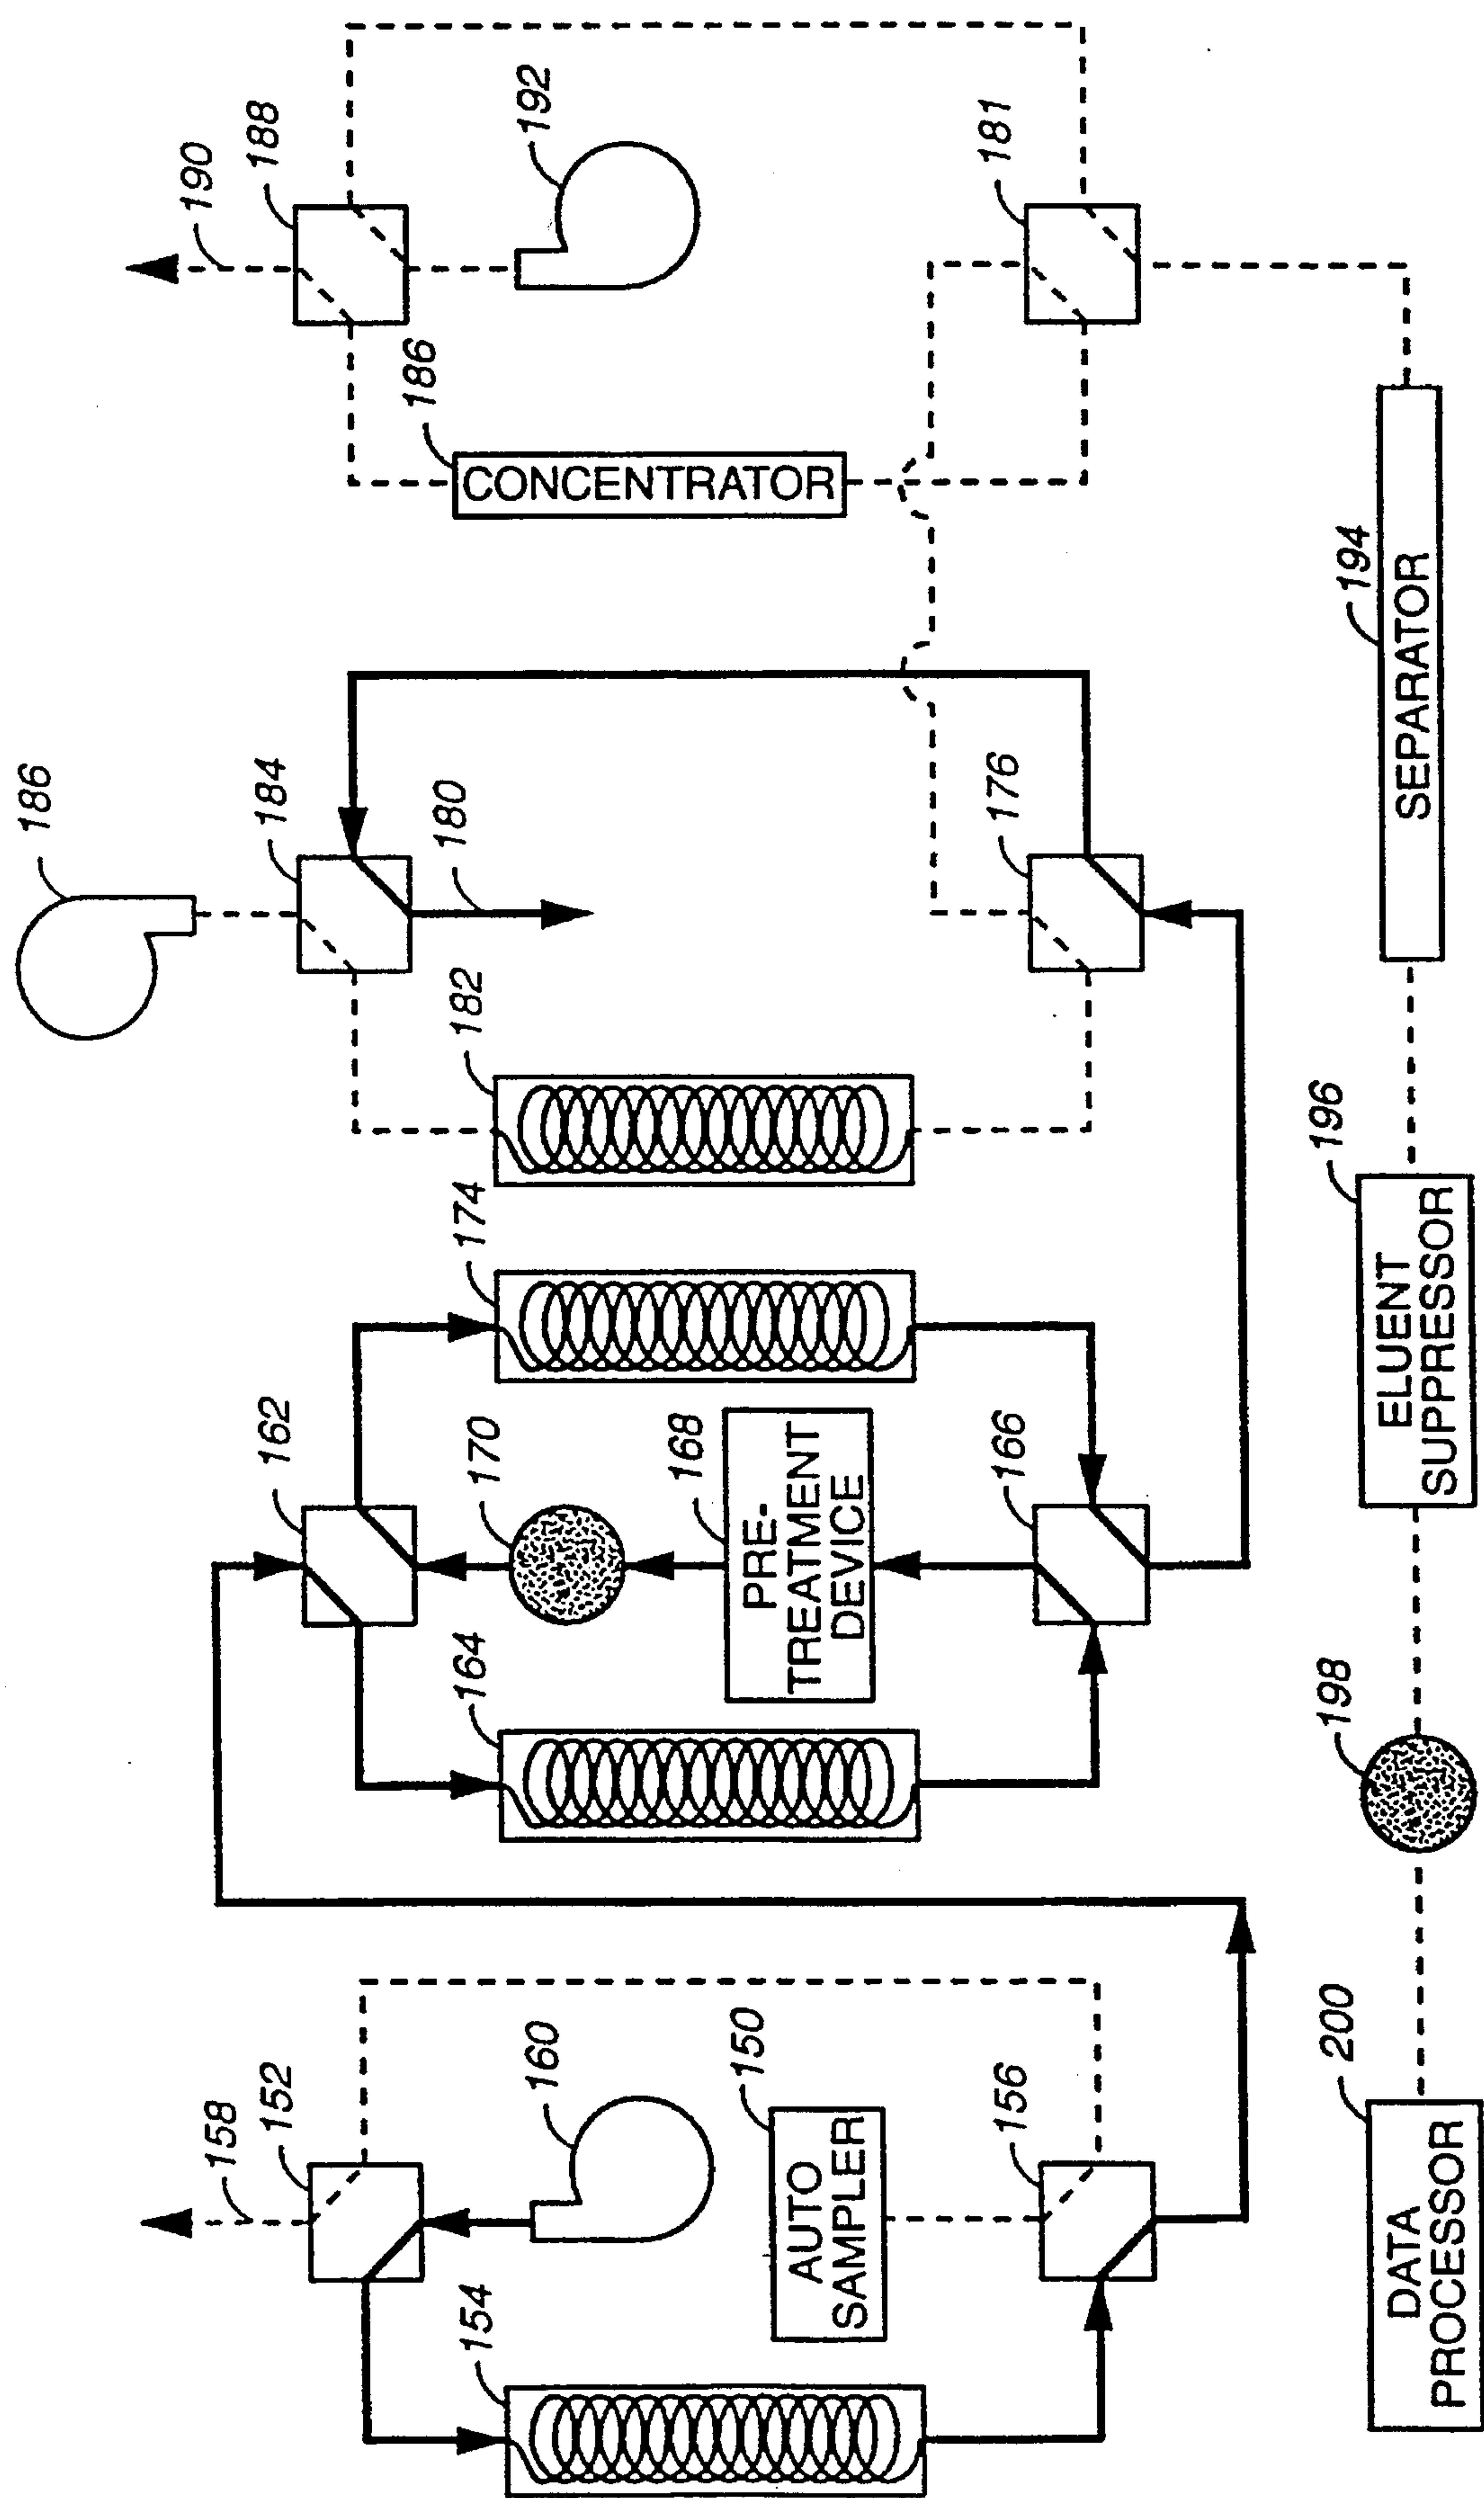 186
158
190
152
162
184
188
154
164
170
174
182
180
186
192
160
CONCENTRATOR
150
168
AUTO
SAMPLER
PRE-
TREATMENT
DEVICE
156
166
176
181
200
198
196
194
DATA
PROCESSOR
ELUENT
SUPPRESSOR
SEPARATOR